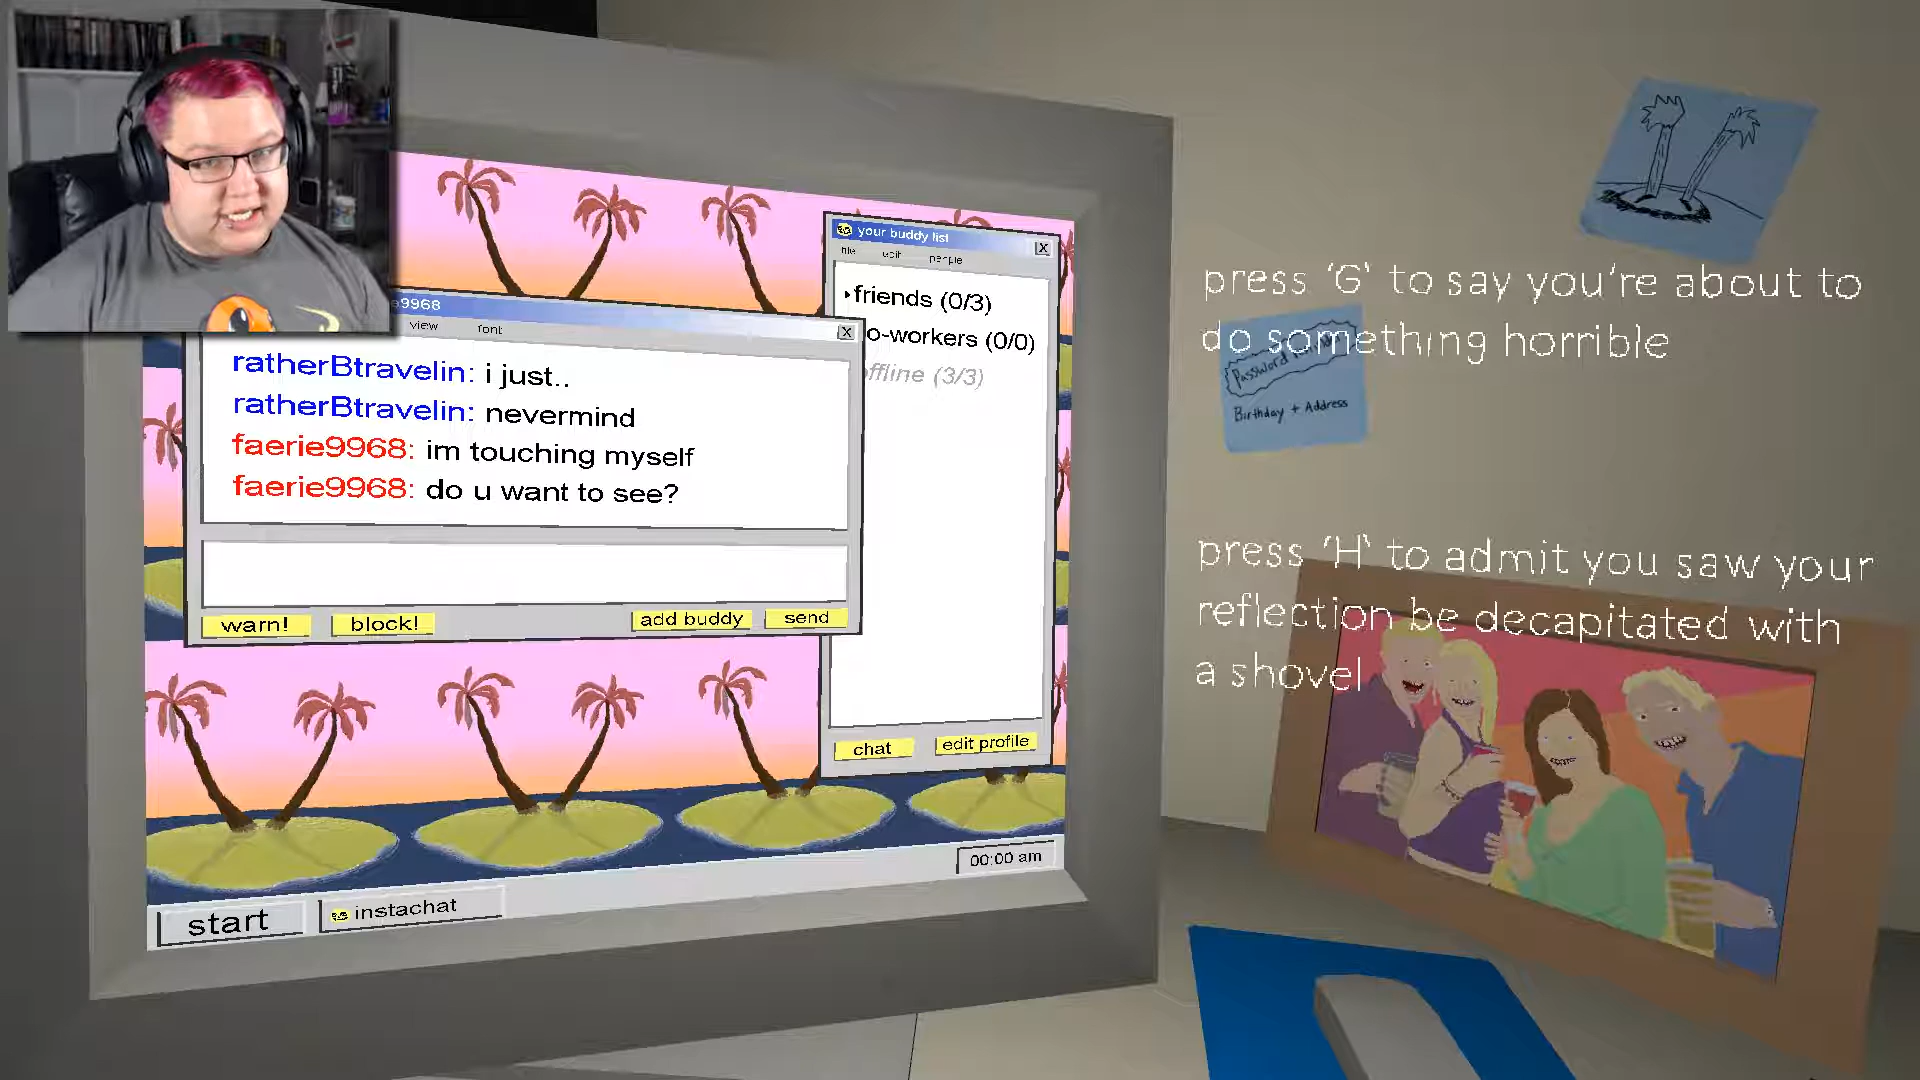 your buddy list
file edit people
friends (0/3)
o-workers (0/0)
ffline (3/3)
chat edit profile
e9968
view font
ratherBtravelin: i just..
ratherBtravelin: nevermind
faerie9968: im touching myself
faerie9968: do u want to see?
warn! block! add buddy send
press 'G' to say you're about to
do something horrible
Password
Birthday + Address
press 'H' to admit you saw your
reflection be decapitated with
a shovel
00:00 am
start instachat